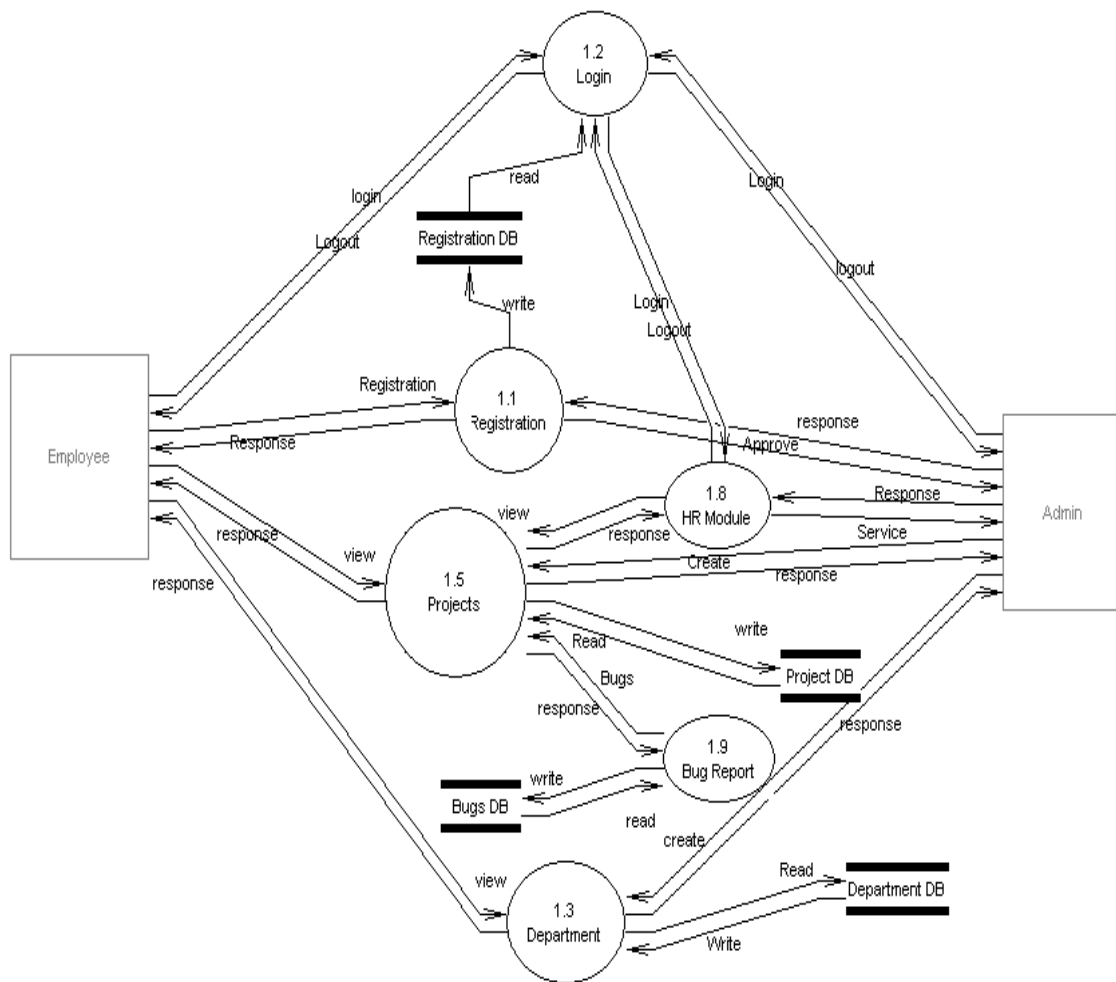 1.2
Login
read
login
Login
Logout
Registration DB
logout
write
Login
Logout
Registration
1.1
Registration
response
Response
Approve
Employee
1.8
HR Module
Response
Admin
view
response
Service
response
view
Create
response
response
1.5
Projects
write
Read
Project DB
Bugs
response
response
1.9
Bug Report
write
Bugs DB
read
create
view
Read
1.3
Department
Department DB
Write